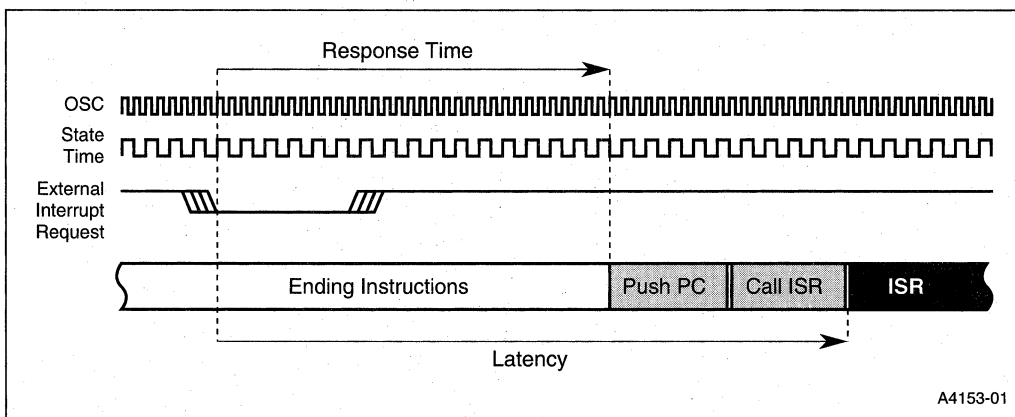 Response Time
OSC
State
Time
External
Interrupt
Request
Ending Instructions
Push PC
Call ISR
ISR
Latency
A4153-01